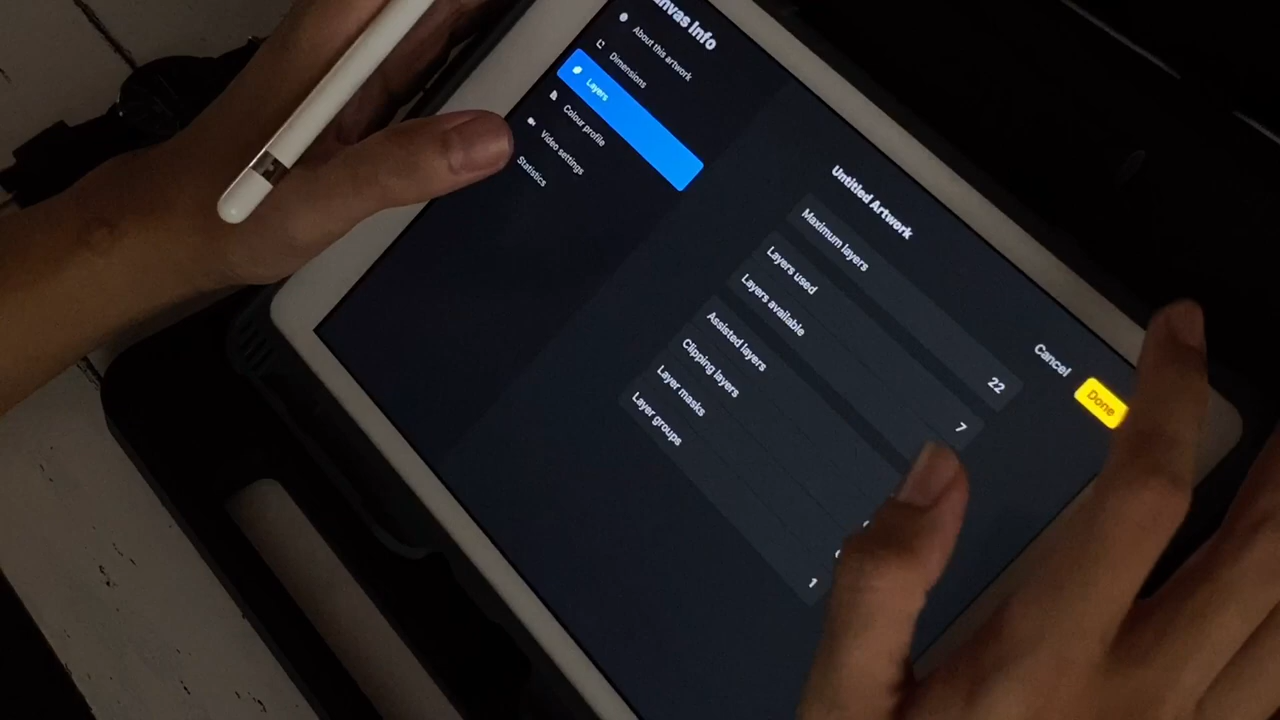 nvas Info
About this artwork
Dimensions
Layers
Colour profile
Video settings
Statistics
Untitled Artwork
Cancel
Done
Maximum layers 22
Layers used 7
Layers available
Assisted layers
Clipping layers
Layer masks
Layer groups 1